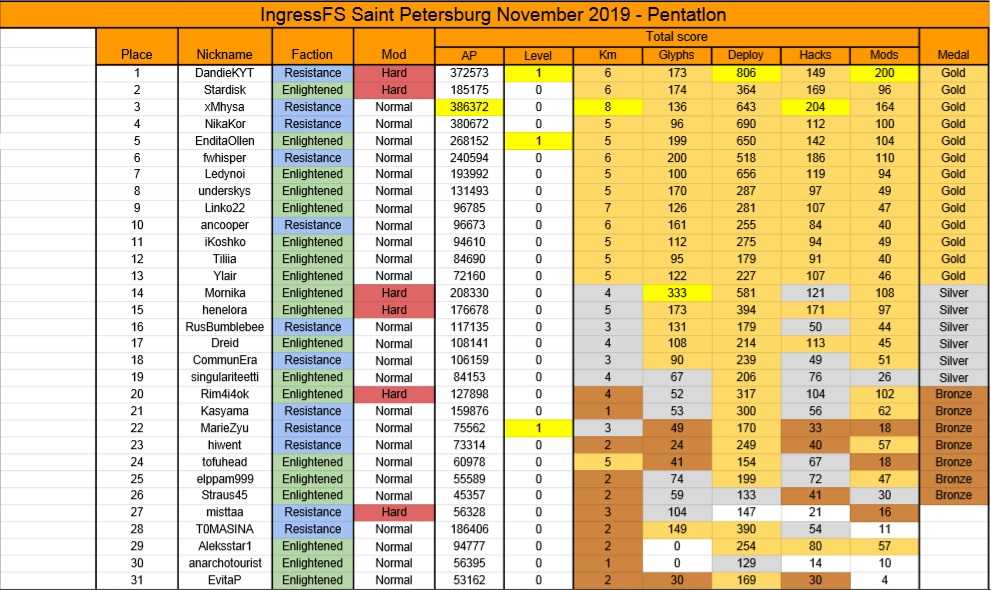 IngressFS Saint Petersburg November 2019 - Pentatlon
Total score
Place Nickname Faction Mod AP Level Km Glyphs Deploy Hacks Mods Medal
1 DandieKYT Resistance Hard 372573 1 6 173 806 149 200 Gold
2 Stardisk Enlightened Hard 185175 0 6 174 364 169 96 Gold
3 xMhysa Resistance Normal 386372 0 8 136 643 204 164 Gold
4 NikaKor Resistance Normal 380672 0 5 96 690 112 100 Gold
5 EnditaOllen Enlightened Normal 268152 1 5 199 650 142 104 Gold
6 fwhisper Resistance Normal 240594 0 6 200 518 186 110 Gold
7 Ledynoi Enlightened Normal 193992 0 5 100 656 119 94 Gold
8 underskys Enlightened Normal 131493 0 5 170 287 97 49 Gold
9 Linko22 Enlightened Normal 96785 0 7 126 281 107 47 Gold
10 ancooper Resistance Normal 96673 0 6 161 255 84 40 Gold
11 iKoshko Enlightened Normal 94610 0 5 112 275 94 49 Gold
12 Tiliia Enlightened Normal 84690 0 5 95 179 91 40 Gold
13 Ylair Enlightened Normal 72160 0 5 122 227 107 46 Gold
14 Mornika Enlightened Hard 208330 0 4 333 581 121 108 Silver
15 henelora Enlightened Hard 176678 0 5 173 394 171 97 Silver
16 RusBumblebee Resistance Normal 117135 0 3 131 179 50 44 Silver
17 Dreid Enlightened Normal 108141 0 4 108 214 113 45 Silver
18 CommunEra Resistance Normal 106159 0 3 90 239 49 51 Silver
19 singulariteetti Enlightened Normal 84153 0 4 67 206 76 26 Silver
20 Rim4i4ok Enlightened Hard 127898 0 4 52 317 104 102 Bronze
21 Kasyama Resistance Normal 159876 0 1 53 300 56 62 Bronze
22 MarieZyu Resistance Normal 75562 1 3 49 170 33 18 Bronze
23 hiwent Resistance Normal 73314 0 2 24 249 40 57 Bronze
24 tofuhead Enlightened Normal 60978 0 5 41 154 67 18 Bronze
25 elppam999 Enlightened Normal 55589 0 2 74 199 72 47 Bronze
26 Straus45 Enlightened Normal 45357 0 2 59 133 41 30 Bronze
27 misttaa Resistance Hard 56328 0 3 104 147 21 16
28 T0MASINA Resistance Normal 186406 0 2 149 390 54 11
29 Aleksstar1 Enlightened Normal 94777 0 2 0 254 80 57
30 anarchotourist Enlightened Normal 56395 0 1 0 129 14 10
31 EvitaP Enlightened Normal 53162 0 2 30 169 30 4